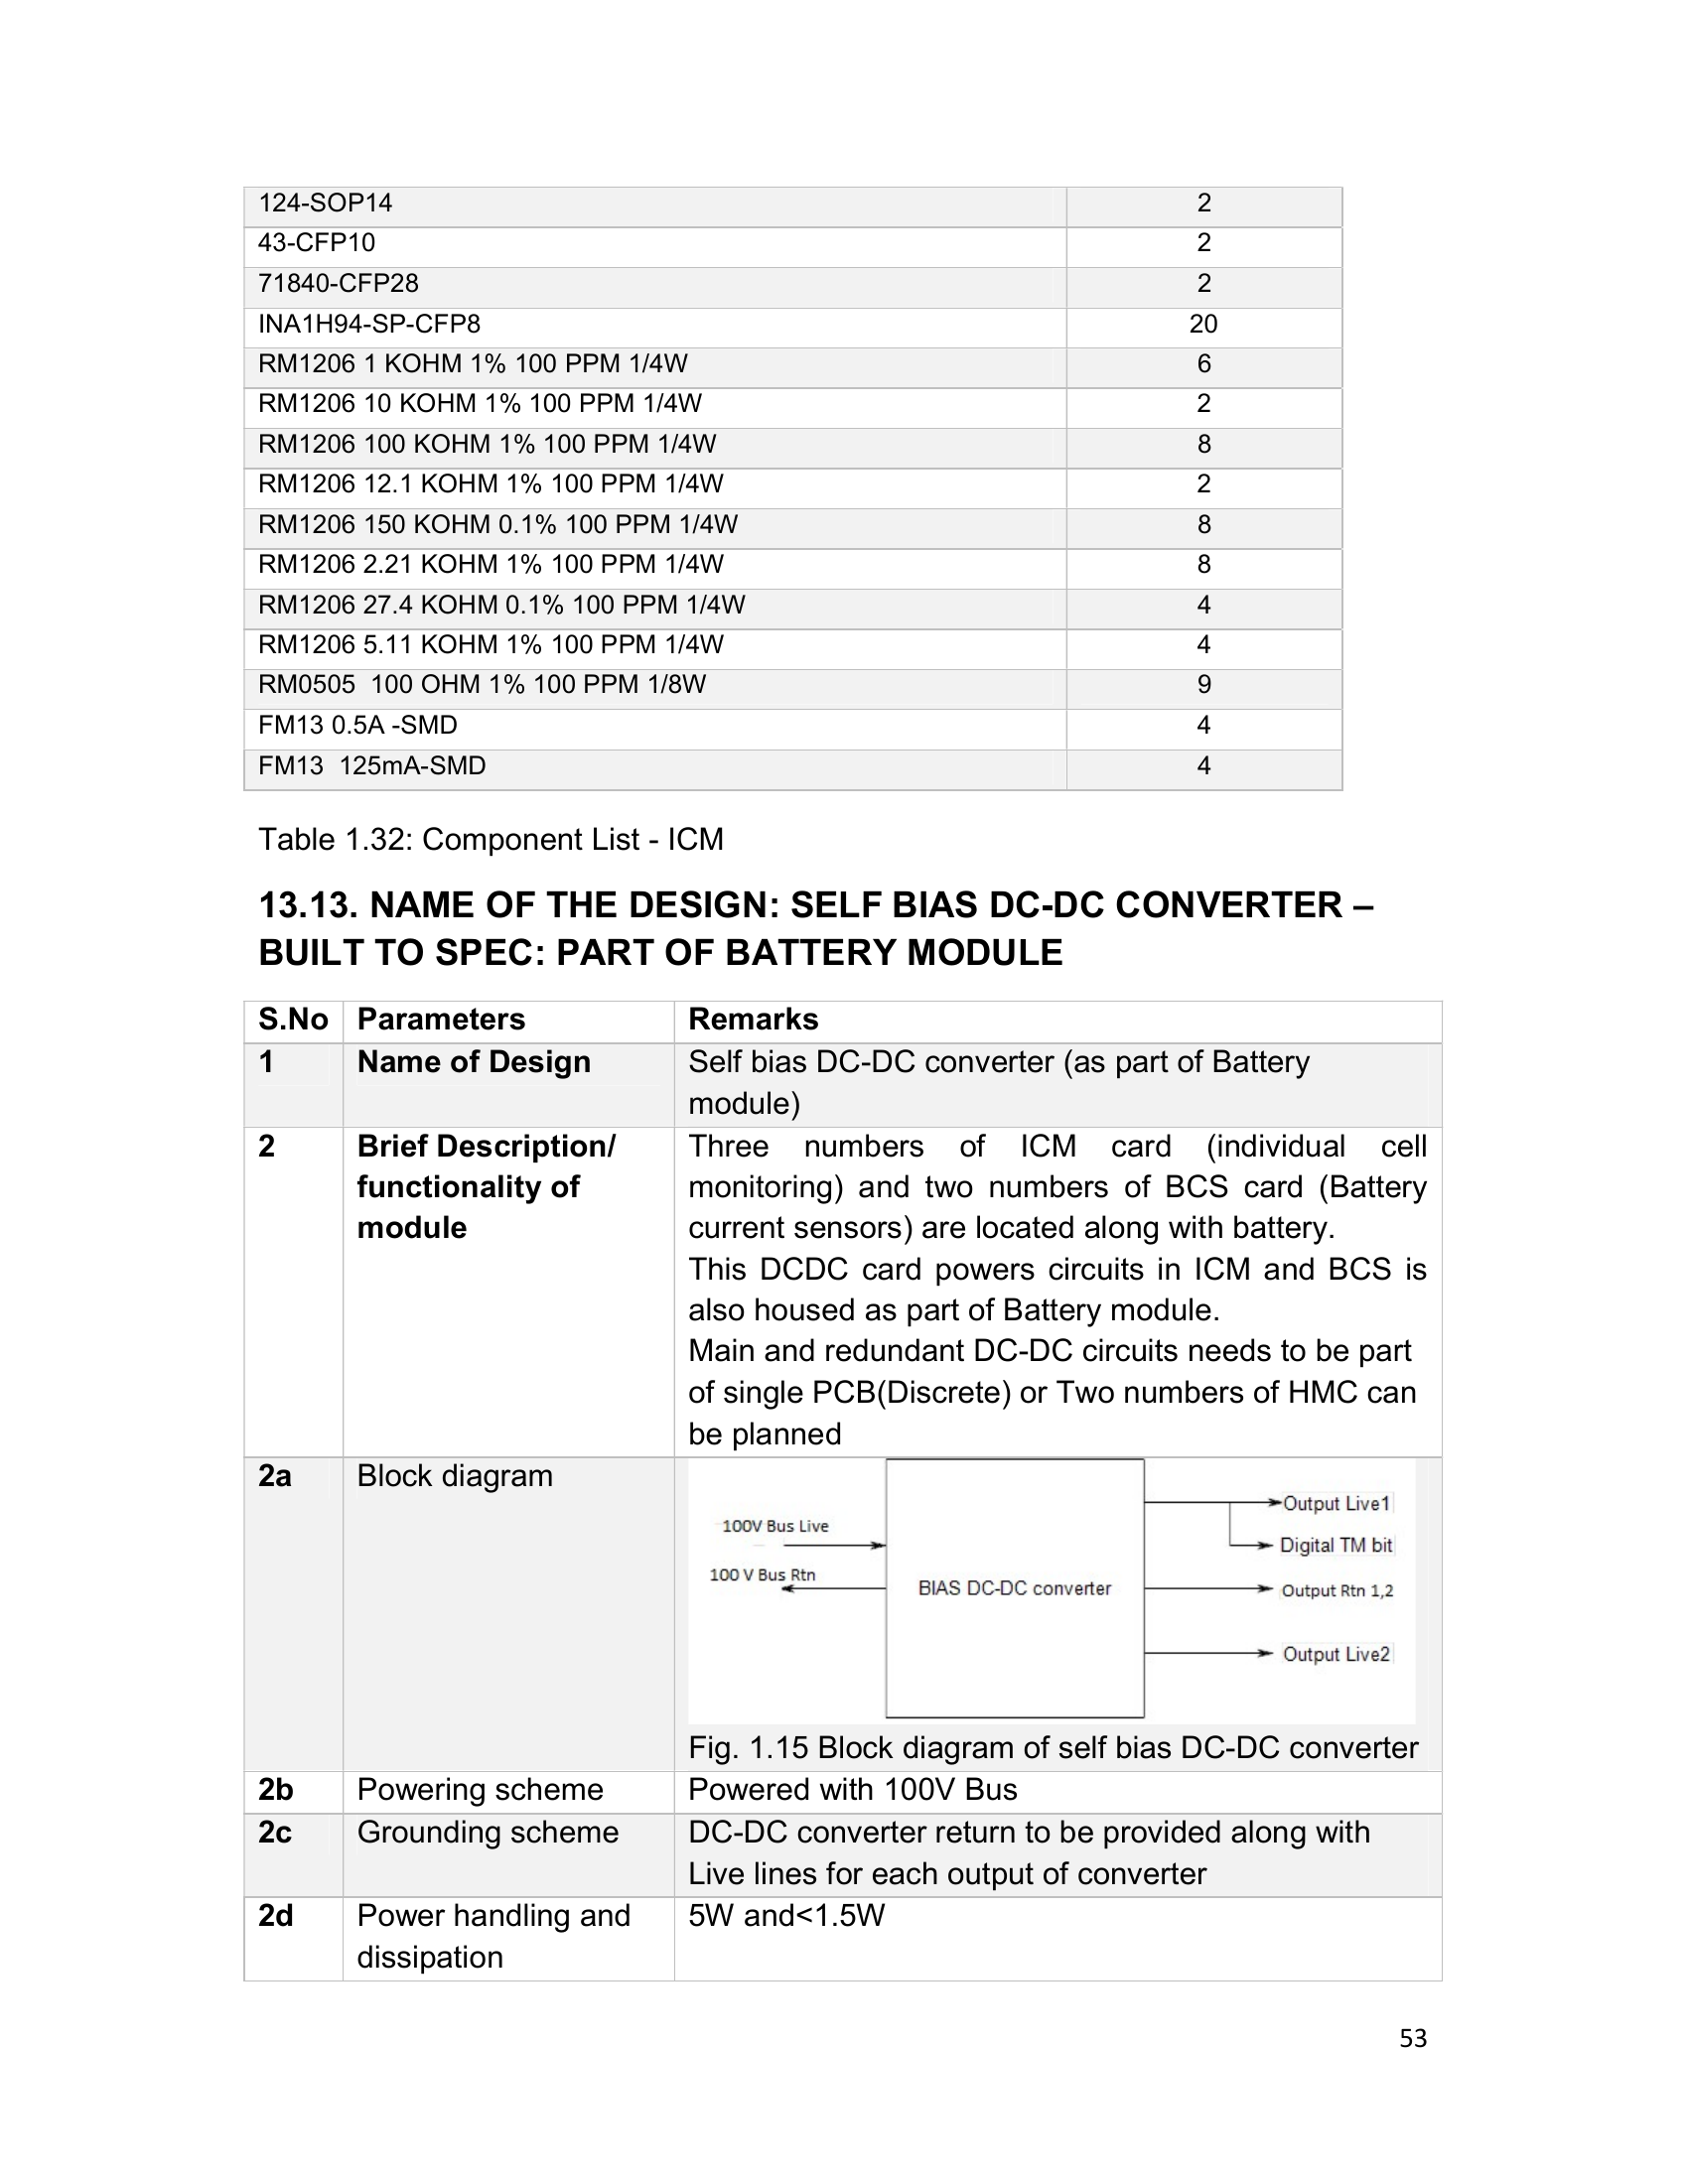 124-SOP14 2
43-CFP10 2
71840-CFP28 2
INA1H94-SP-CFP8 20
RM1206 1 KOHM 1% 100 PPM 1/4W 6
RM1206 10 KOHM 1% 100 PPM 1/4W 2
RM1206 100 KOHM 1% 100 PPM 1/4W 8
RM1206 12.1 KOHM 1% 100 PPM 1/4W 2
RM1206 150 KOHM 0.1% 100 PPM 1/4W 8
RM1206 2.21 KOHM 1% 100 PPM 1/4W 8
RM1206 27.4 KOHM 0.1% 100 PPM 1/4W 4
RM1206 5.11 KOHM 1% 100 PPM 1/4W 4
RM0505  100 OHM 1% 100 PPM 1/8W 9
FM13 0.5A -SMD 4
FM13  125mA-SMD 4
Table 1.32: Component List - ICM
13.13. NAME OF THE DESIGN: SELF BIAS DC-DC CONVERTER –
BUILT TO SPEC: PART OF BATTERY MODULE
S.No Parameters Remarks
1 Name of Design Self bias DC-DC converter (as part of Battery
module)
2 Brief Description/ Three numbers of ICM card (individual cell
functionality of monitoring) and two numbers of BCS card (Battery
module current sensors) are located along with battery.
This DCDC card powers circuits in ICM and BCS is
also housed as part of Battery module.
Main and redundant DC-DC circuits needs to be part
of single PCB(Discrete) or Two numbers of HMC can
be planned
2a Block diagram
Output Live1
100V Bus Live
Digital TM bit
100 V Bus Rtn
BIAS DC-DC converter
Output Rtn 1,2
Output Live2
Fig. 1.15 Block diagram of self bias DC-DC converter
2b Powering scheme Powered with 100V Bus
2c Grounding scheme DC-DC converter return to be provided along with
Live lines for each output of converter
2d Power handling and 5W and<1.5W
dissipation
53